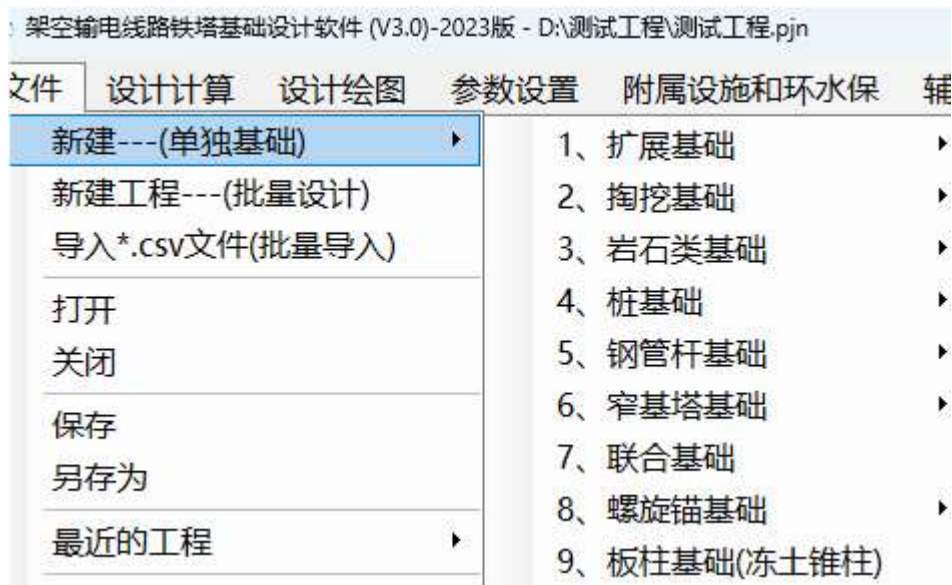 架空输电线路铁塔基础设计软件 (V3.0)-2023版 - D:\测试工程\测试工程.pjn
文件 设计计算 设计绘图 参数设置 附属设施和环水保 辅
新建---(单独基础)
新建工程---(批量设计)
导入*.csv文件(批量导入)
打开
关闭
保存
另存为
最近的工程
1、扩展基础
2、掏挖基础
3、岩石类基础
4、桩基础
5、钢管杆基础
6、窄基塔基础
7、联合基础
8、螺旋锚基础
9、板柱基础(冻土锥柱)